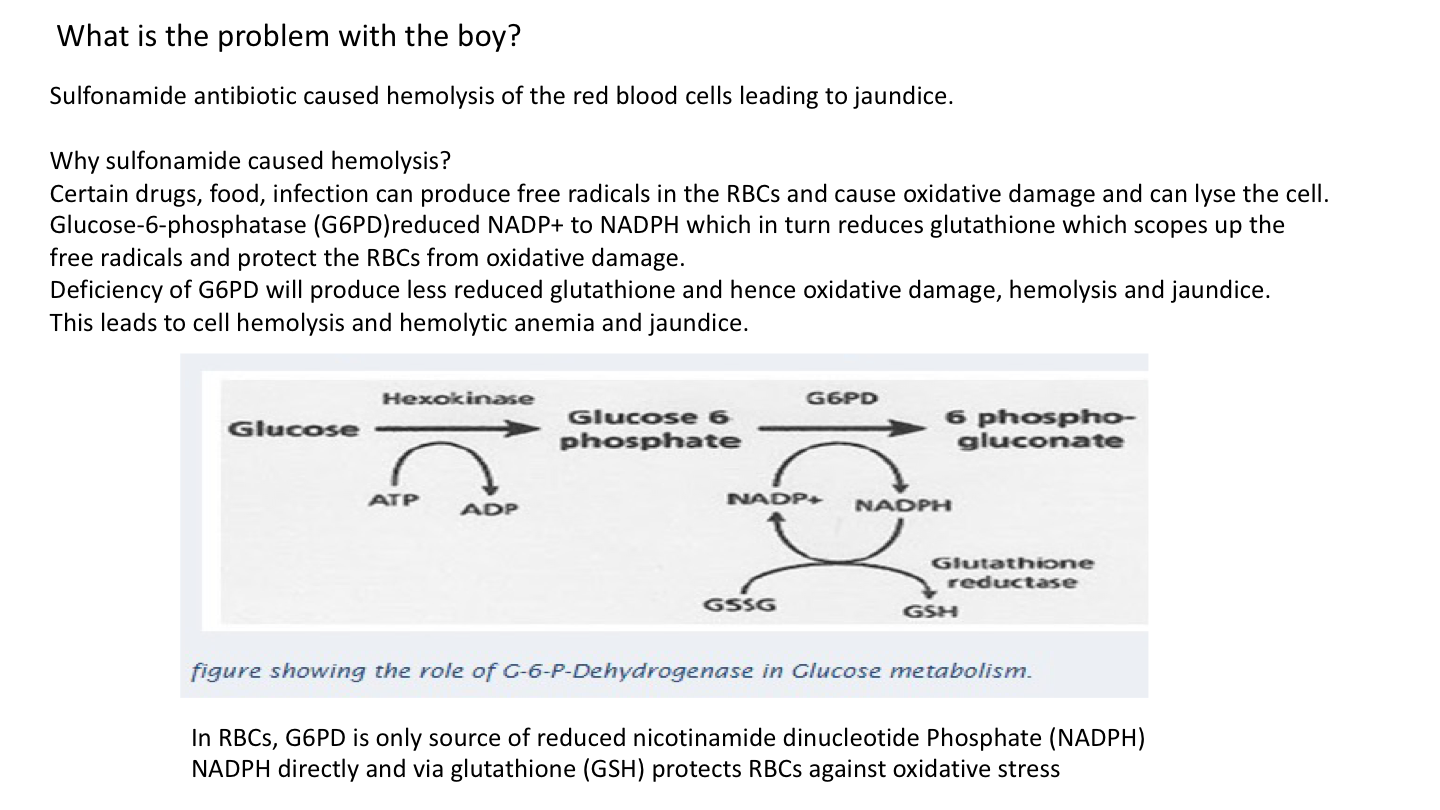 What is the problem with the boy?
Sulfonamide antibiotic caused hemolysis of the red blood cells leading to jaundice.
Why sulfonamide caused hemolysis?
Certain drugs, food, infection can produce free radicals in the RBCs and cause oxidative damage and can lyse the cell.
Glucose-6-phosphatase (G6PD)reduced NADP+ to NADPH which in turn reduces glutathione which scopes up the
free radicals and protect the RBCs from oxidative damage.
Deficiency of G6PD will produce less reduced glutathione and hence oxidative damage, hemolysis and jaundice.
This leads to cell hemolysis and hemolytic anemia and jaundice.
Hexokinase
G6PD
Glucose
Glucose 6
phosphate
6 phospho-
gluconate
ATP
ADP
NADP+
NADPH
Glutathione
reductase
GSSG
GSH
figure showing the role of G-6-P-Dehydrogenase in Glucose metabolism.
In RBCs, G6PD is only source of reduced nicotinamide dinucleotide Phosphate (NADPH)
NADPH directly and via glutathione (GSH) protects RBCs against oxidative stress